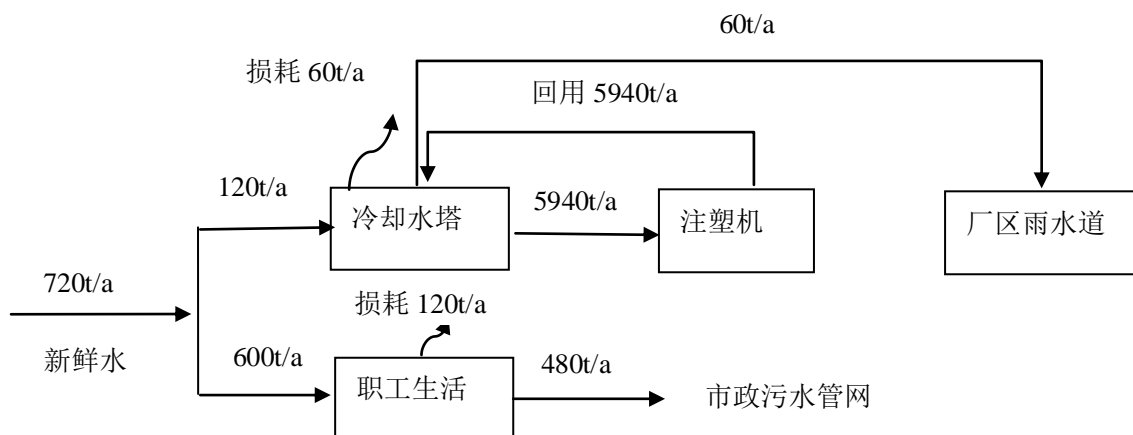 60t/a
损耗 60t/a
回用 5940t/a
120t/a
冷却水塔
5940t/a
注塑机
厂区雨水道
720t/a
新鲜水
损耗 120t/a
600t/a
职工生活
480t/a
市政污水管网